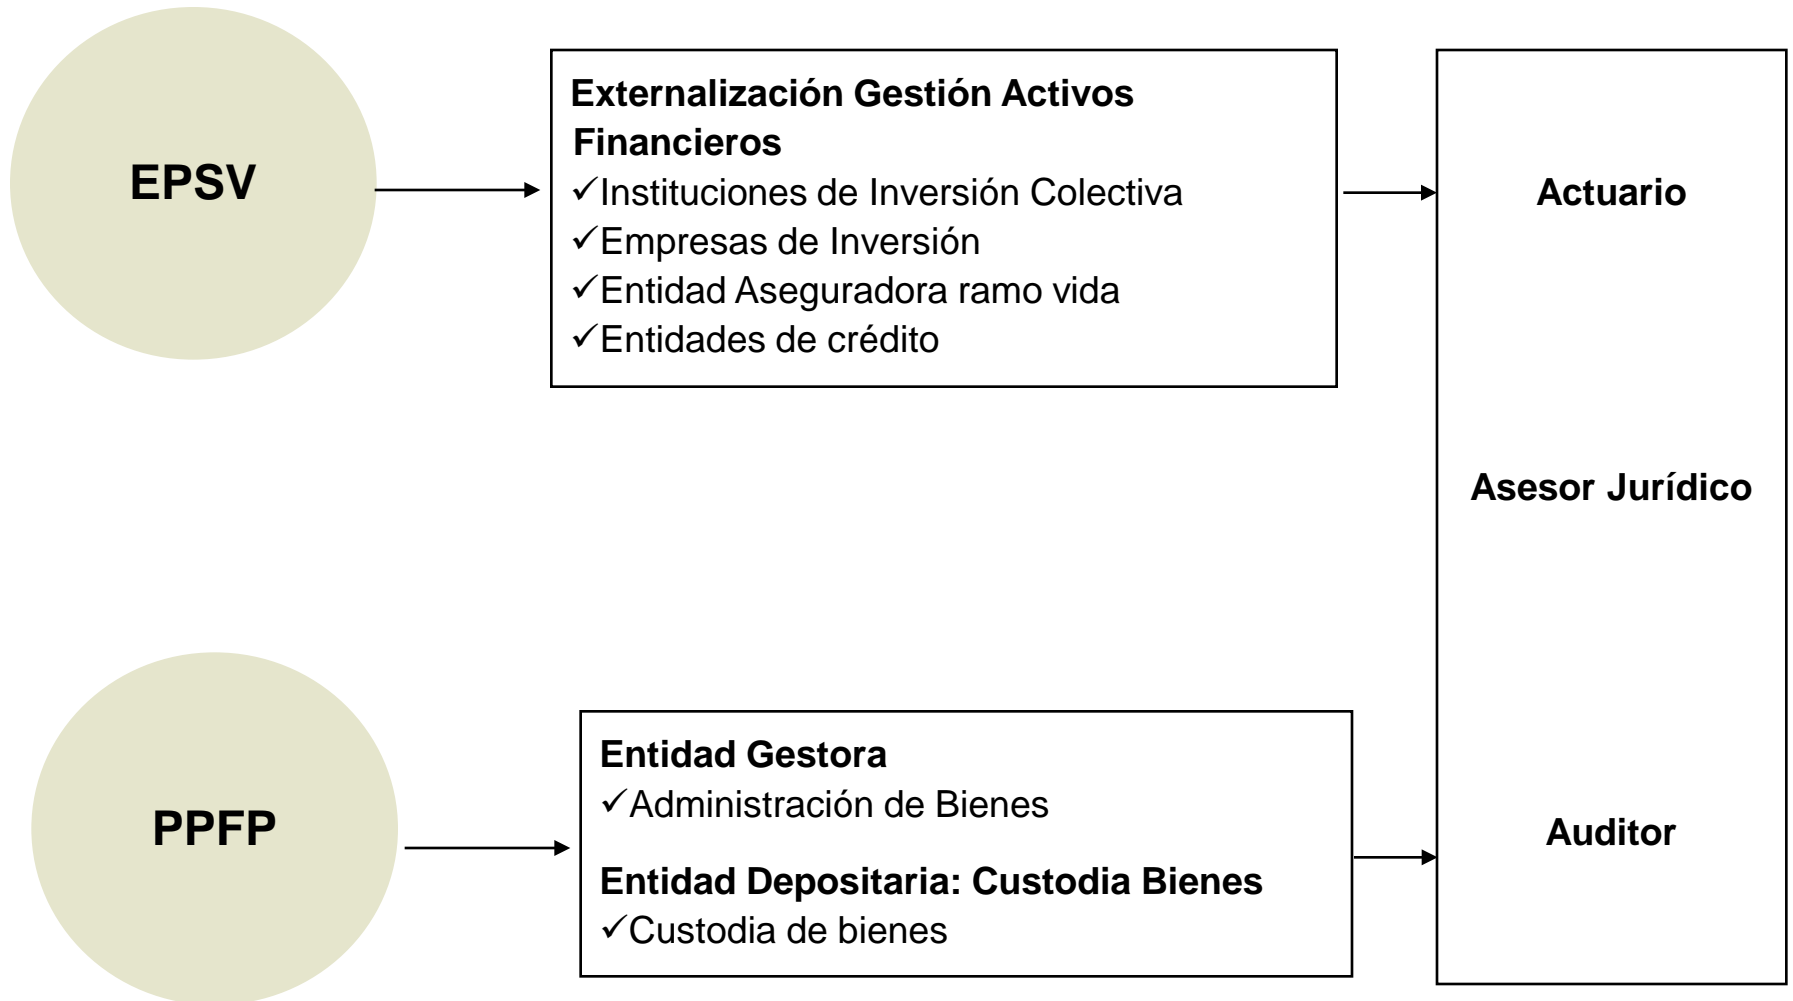 EPSV
Externalización Gestión Activos
Financieros
✓Instituciones de Inversión Colectiva
✓Empresas de Inversión
✓Entidad Aseguradora ramo vida
✓Entidades de crédito
Actuario
Asesor Jurídico
Auditor
PPFP
Entidad Gestora
✓Administración de Bienes
Entidad Depositaria: Custodia Bienes
✓Custodia de bienes